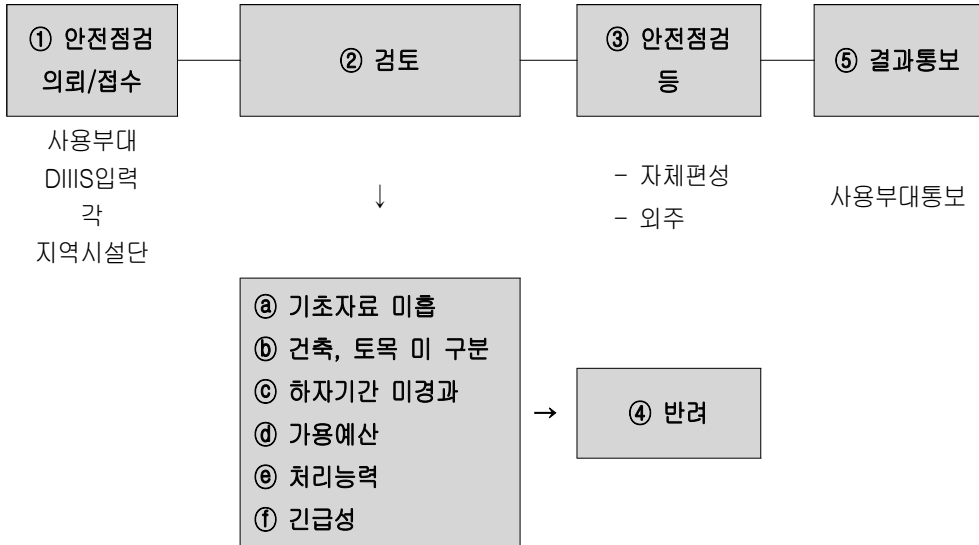 ① 안전점검
의뢰/접수
② 검토
③ 안전점검
등
⑤ 결과통보
사용부대
DIIIS입력
각
지역시설단
↓
- 자체편성
- 외주
사용부대통보
ⓐ 기초자료 미흡
ⓑ 건축, 토목 미 구분
ⓒ 하자기간 미경과
ⓓ 가용예산
ⓔ 처리능력
ⓕ 긴급성
→
④ 반려